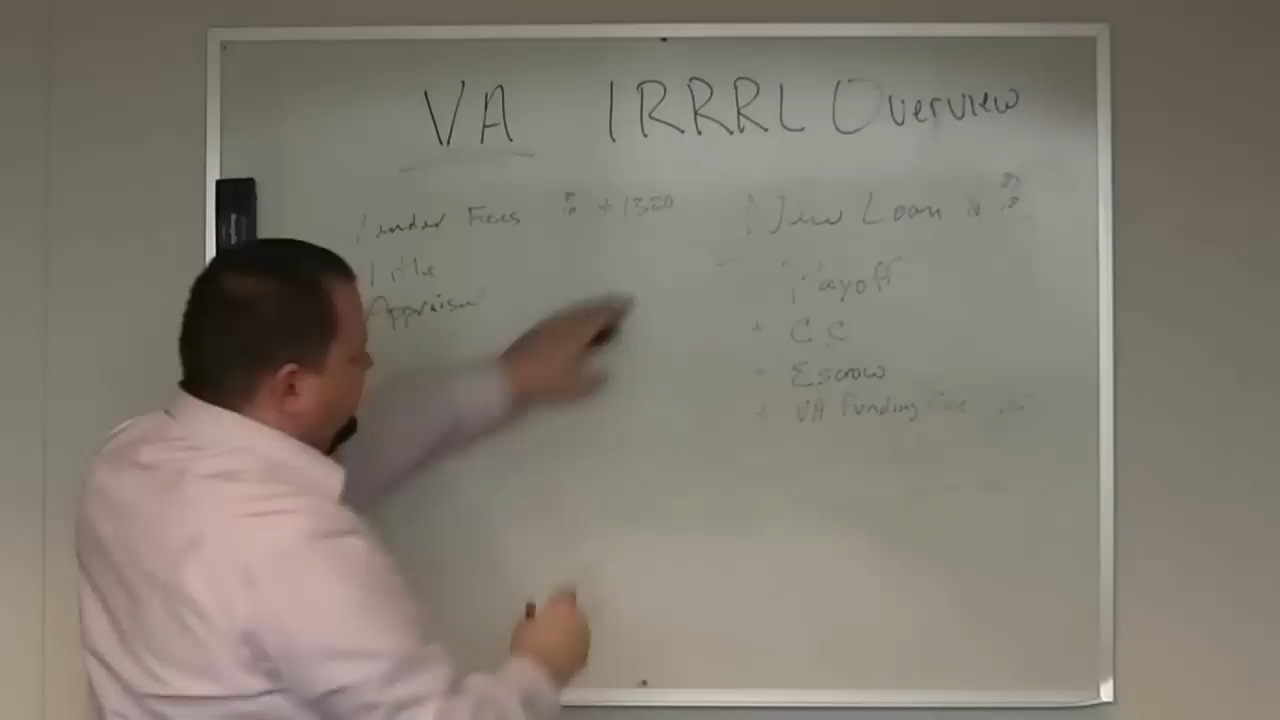 VA IRRRL Overview
Lender Fees % + 1320
Title
Appraisal
New Loan %
Payoff
+ CC
Escrow
+ VA Funding Fee